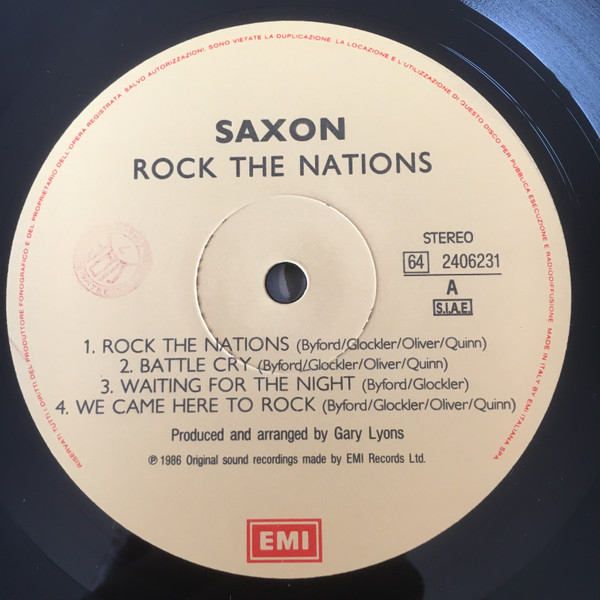 RISERVATI TUTTI I DIRITTI DEL PRODUTTORE FONOGRAFICO E DEL PROPRIETARIO DELL'OPERA REGISTRATA. SALVO AUTORIZZAZIONI, SONO VIETATE LA DUPLICAZIONE. LA LOCAZIONE E L'UTILIZZAZIONE DI QUESTO DISCO PER PUBBLICA ESECUZIONE E RADIODIFFUSIONE. MADE IN ITALY BY EMI ITALIANA SPA
SAXON
ROCK THE NATIONS
STEREO
64 2406231
A
S.I.A.E.
1. ROCK THE NATIONS (Byford/Glockler/Oliver/Quinn)
2. BATTLE CRY (Byford/Glockler/Oliver/Quinn)
3. WAITING FOR THE NIGHT (Byford/Glockler)
4. WE CAME HERE TO ROCK (Byford/Glockler/Oliver/Quinn)
Produced and arranged by Gary Lyons
℗ 1986 Original sound recordings made by EMI Records Ltd.
EMI